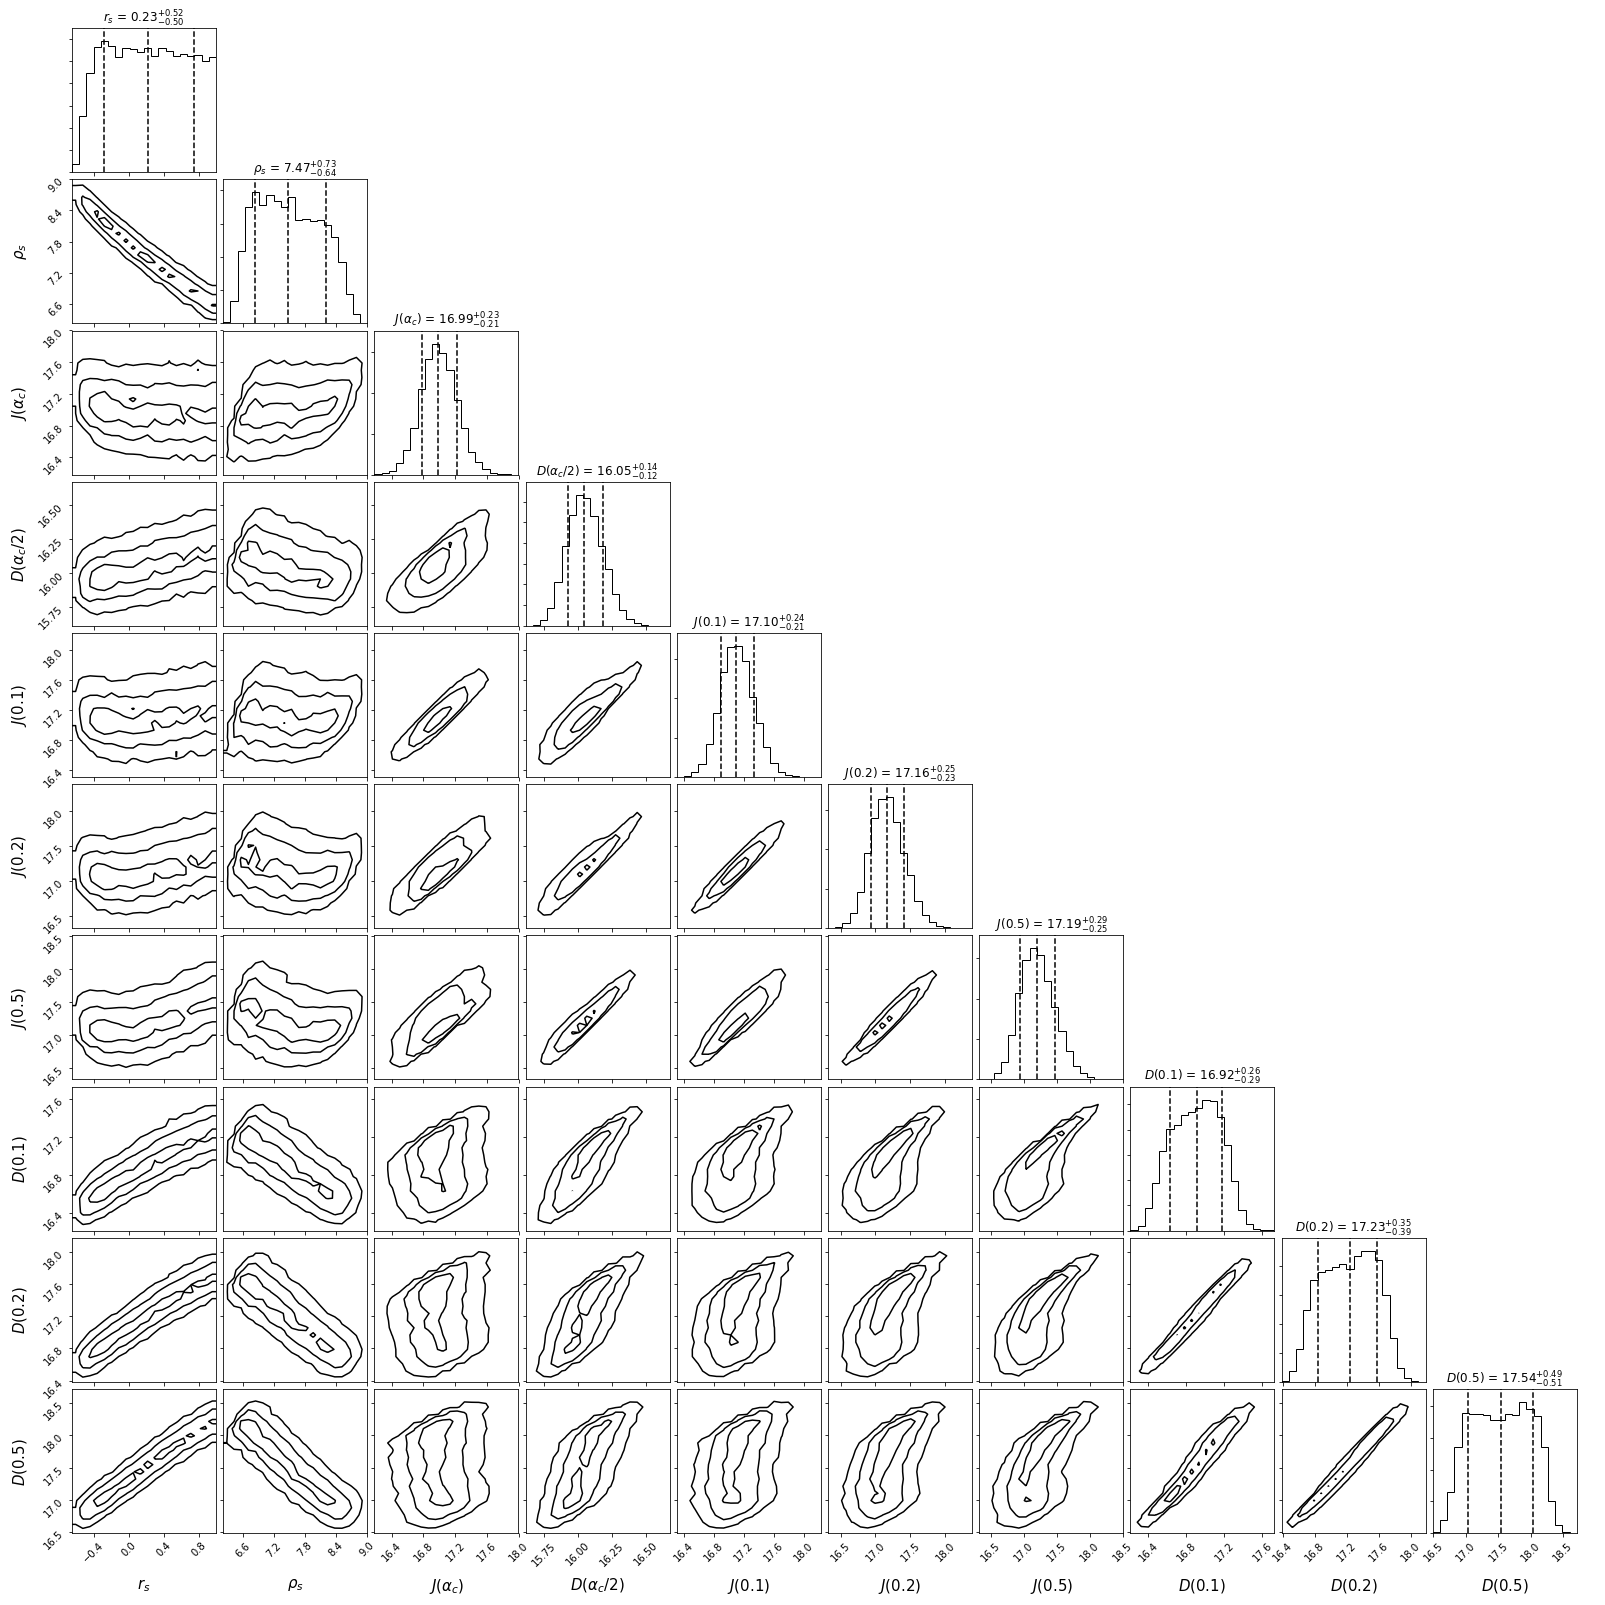 r_s = 0.23^{+0.52}_{-0.50}
ρ_s = 7.47^{+0.73}_{-0.64}
9.0
8.4
7.8
7.2
6.6
ρ_s
J(α_c) = 16.99^{+0.23}_{-0.21}
18.0
17.6
17.2
16.8
16.4
J(α_c)
D(α_c/2) = 16.05^{+0.14}_{-0.12}
16.50
16.25
16.00
15.75
D(α_c/2)
J(0.1) = 17.10^{+0.24}_{-0.21}
18.0
17.6
17.2
16.8
16.4
J(0.1)
J(0.2) = 17.16^{+0.25}_{-0.23}
18.0
17.5
17.0
16.5
J(0.2)
J(0.5) = 17.19^{+0.29}_{-0.25}
18.5
18.0
17.5
17.0
16.5
J(0.5)
D(0.1) = 16.92^{+0.26}_{-0.29}
17.6
17.2
16.8
16.4
D(0.1)
D(0.2) = 17.23^{+0.35}_{-0.39}
18.0
17.6
17.2
16.8
16.4
D(0.2)
D(0.5) = 17.54^{+0.49}_{-0.51}
18.5
18.0
17.5
17.0
16.5
D(0.5)
−0.4 0.0 0.4 0.8 6.6 7.2 7.8 8.4 9.0 16.4 16.8 17.2 17.6 18.0 15.75 16.00 16.25 16.50 16.4 16.8 17.2 17.6 18.0 16.5 17.0 17.5 18.0 16.5 17.0 17.5 18.0 18.5 16.4 16.8 17.2 17.6 16.4 16.8 17.2 17.6 18.0 16.5 17.0 17.5 18.0 18.5
r_s ρ_s J(α_c) D(α_c/2) J(0.1) J(0.2) J(0.5) D(0.1) D(0.2) D(0.5)